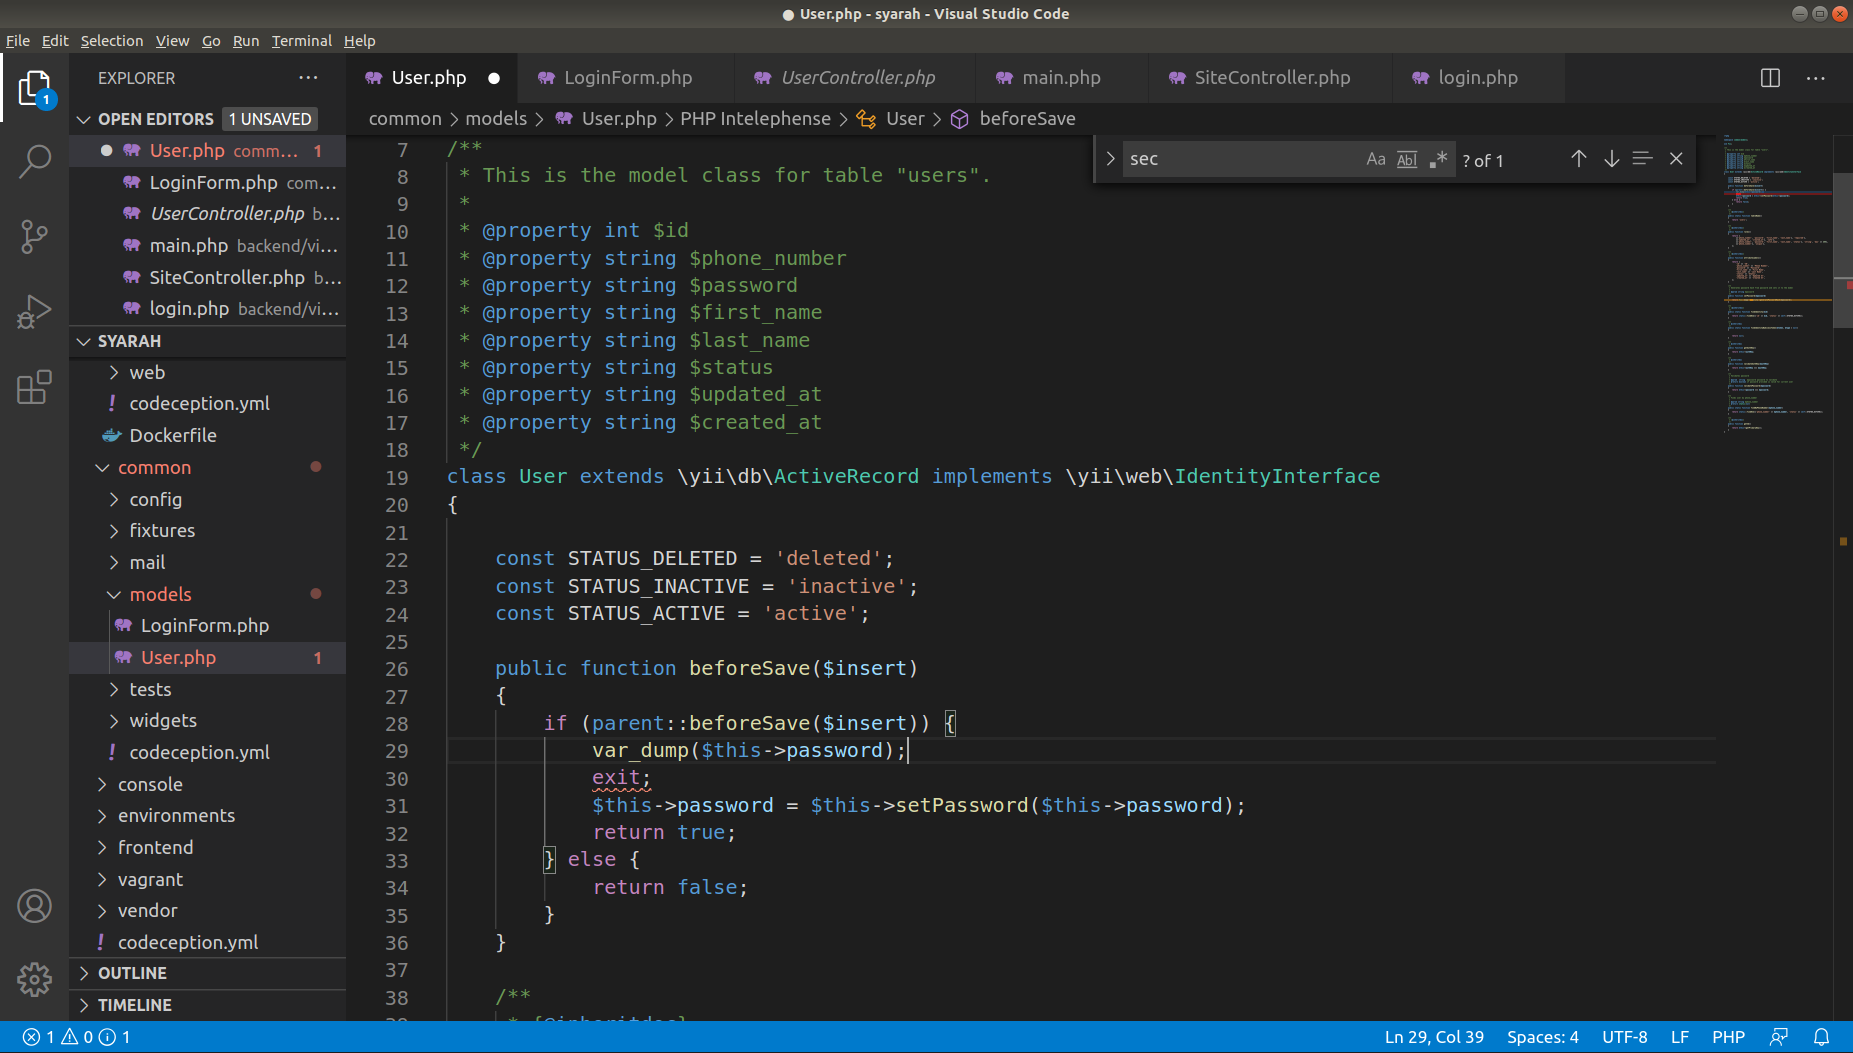 ● User.php - syarah - Visual Studio Code
File Edit Selection View Go Run Terminal Help
EXPLORER
1
OPEN EDITORS 1 UNSAVED
User.php comm... 1
LoginForm.php com...
UserController.php b...
main.php backend/vi...
SiteController.php b...
login.php backend/vi...
SYARAH
web
codeception.yml
Dockerfile
common
config
fixtures
mail
models
LoginForm.php
User.php 1
tests
widgets
codeception.yml
console
environments
frontend
vagrant
vendor
codeception.yml
OUTLINE
TIMELINE
User.php ● LoginForm.php UserController.php main.php SiteController.php login.php
common > models > User.php > PHP Intelephense > User > beforeSave
sec Aa Abl .* ? of 1
7 /**
8 * This is the model class for table "users".
9 *
10 * @property int $id
11 * @property string $phone_number
12 * @property string $password
13 * @property string $first_name
14 * @property string $last_name
15 * @property string $status
16 * @property string $updated_at
17 * @property string $created_at
18 */
19 class User extends \yii\db\ActiveRecord implements \yii\web\IdentityInterface
20 {
21
22 const STATUS_DELETED = 'deleted';
23 const STATUS_INACTIVE = 'inactive';
24 const STATUS_ACTIVE = 'active';
25
26 public function beforeSave($insert)
27 {
28 if (parent::beforeSave($insert)) {
29 var_dump($this->password);
30 exit;
31 $this->password = $this->setPassword($this->password);
32 return true;
33 } else {
34 return false;
35 }
36 }
37
38 /**
39 * {@inheritdoc}
1 0 1 Ln 29, Col 39 Spaces: 4 UTF-8 LF PHP